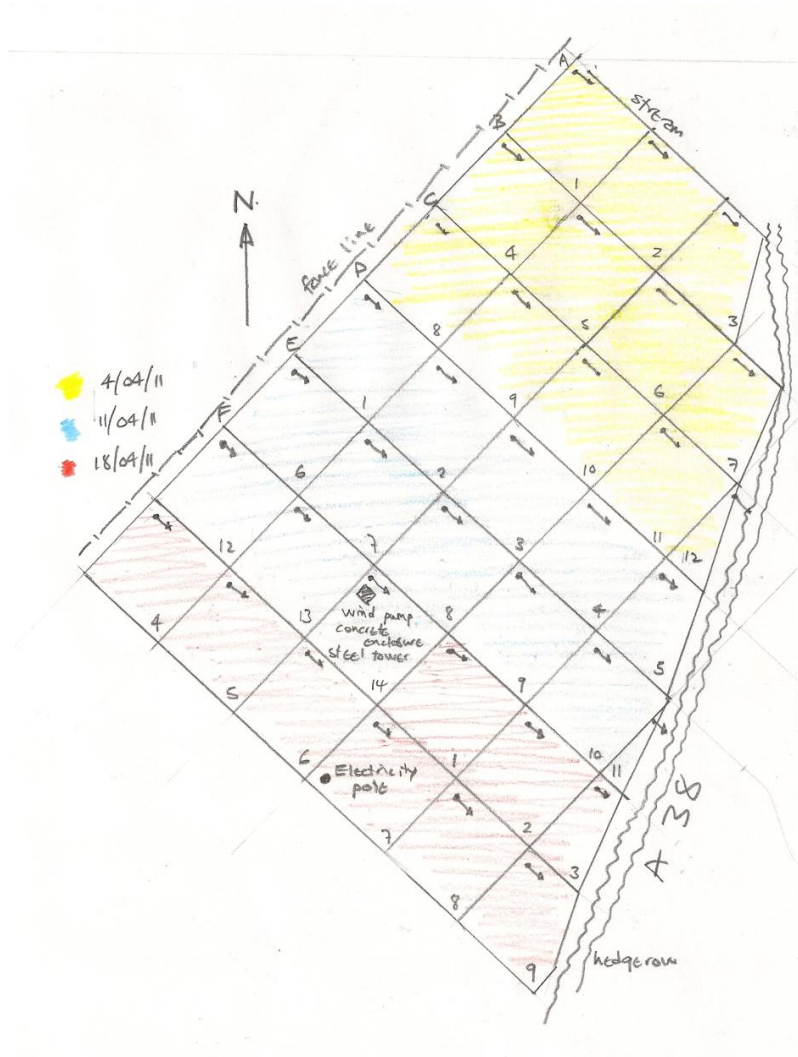 A
stream
B
1
N.
C
4
2
fence line
D
8
5
3
E
9
6
4/04/11
11/04/11
18/04/11
1
F
10
7
6
2
11
12
12
7
3
wind pump
concrete
enclosure
steel tower
4
13
8
4
5
5
14
9
6
Electricity
pole
1
10
11
A 38
7
2
8
3
9
hedgerow